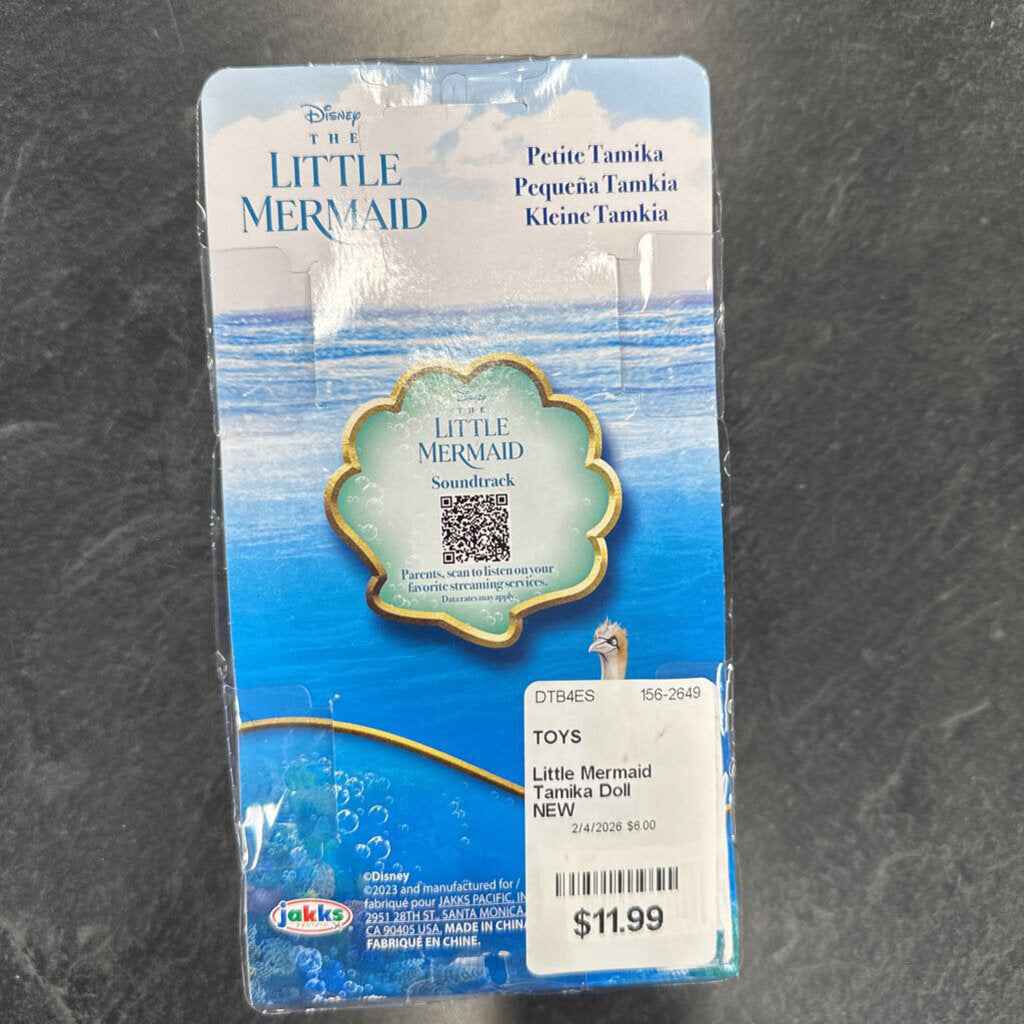 Disney
THE
LITTLE
MERMAID
Petite Tamika
Pequeña Tamkia
Kleine Tamkia
Disney
THE
LITTLE
MERMAID
Soundtrack
Parents, scan to listen on your
favorite streaming services.
Data rates may apply.
DTB4ES 156-2649
TOYS
Little Mermaid
Tamika Doll
NEW
2/4/2026 $6.00
$11.99
©Disney
©2023 and manufactured for /
fabriqué pour JAKKS PACIFIC, IN
2951 28TH ST., SANTA MONICA,
CA 90405 USA. MADE IN CHINA
FABRIQUÉ EN CHINE.
jakks
PACIFIC